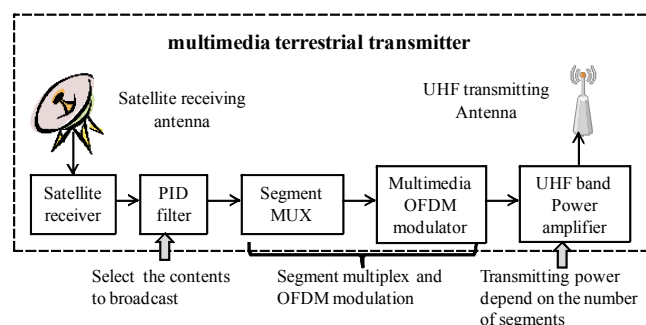 multimedia terrestrial transmitter
Satellite receiving
antenna
UHF transmitting
Antenna
Satellite
receiver
PID
filter
Segment
MUX
Multimedia
OFDM
modulator
UHF band
Power
amplifier
Select the contents
to broadcast
Segment multiplex and
OFDM modulation
Transmitting power
depend on the number
of segments